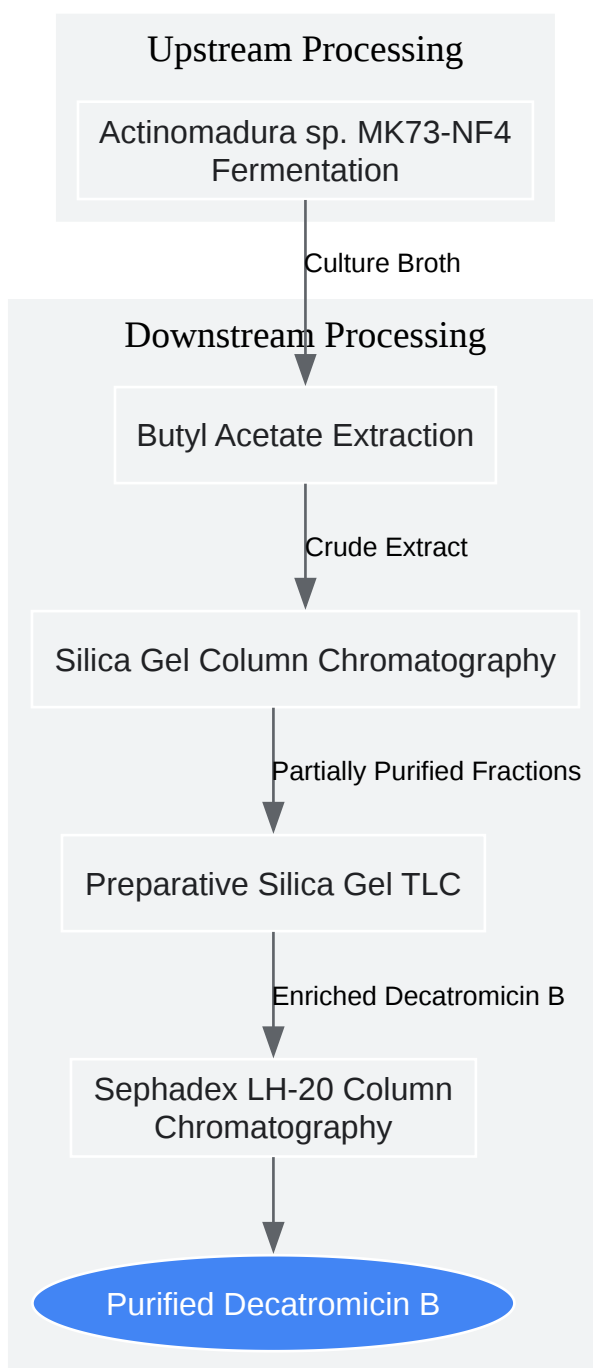 Upstream Processing
Actinomadura sp. MK73-NF4
Fermentation
Culture Broth
Downstream Processing
Butyl Acetate Extraction
Crude Extract
Silica Gel Column Chromatography
Partially Purified Fractions
Preparative Silica Gel TLC
Enriched Decatromicin B
Sephadex LH-20 Column
Chromatography
Purified Decatromicin B